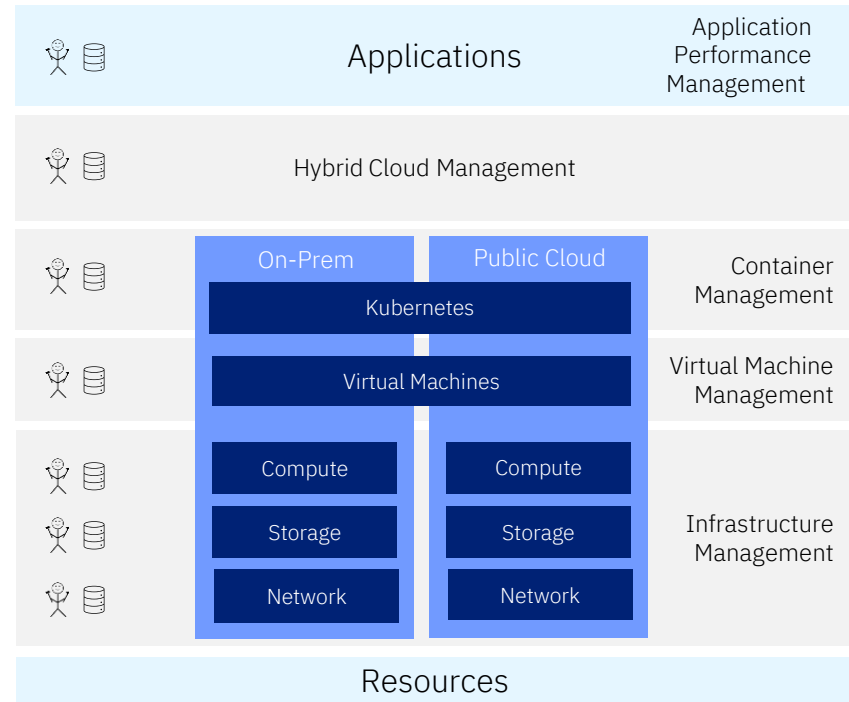 Applications
Application
Performance
Management
Hybrid Cloud Management
On-Prem
Public Cloud
Kubernetes
Container
Management
Virtual Machines
Virtual Machine
Management
Compute
Compute
Storage
Storage
Network
Network
Infrastructure
Management
Resources